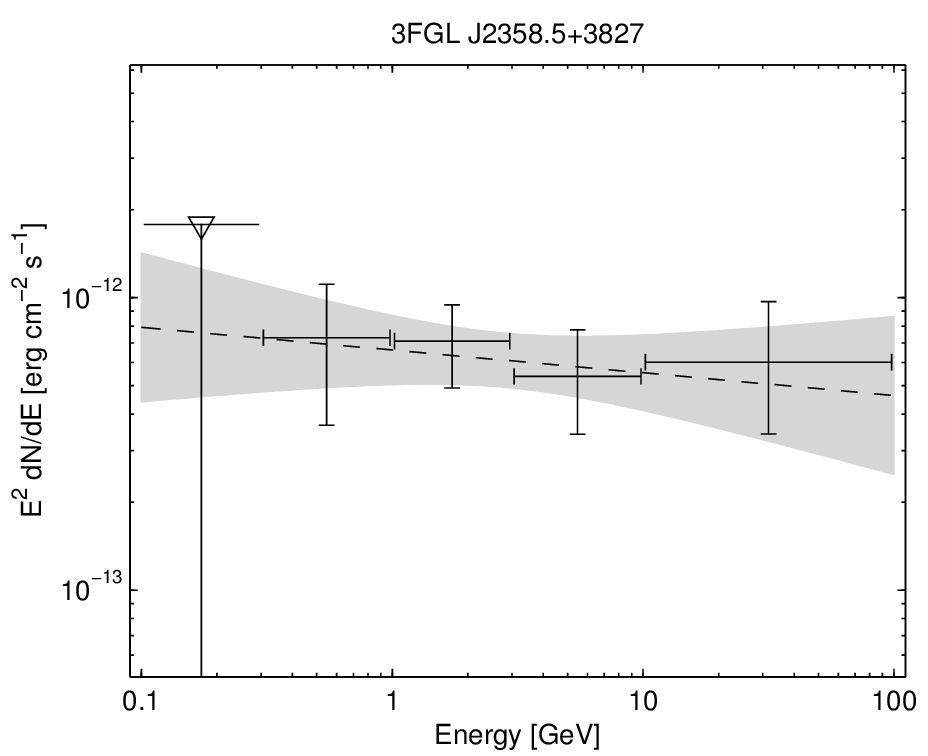 3FGL J2358.5+3827
E² dN/dE [erg cm⁻² s⁻¹]
10⁻¹²
10⁻¹³
0.1 1 10 100
Energy [GeV]